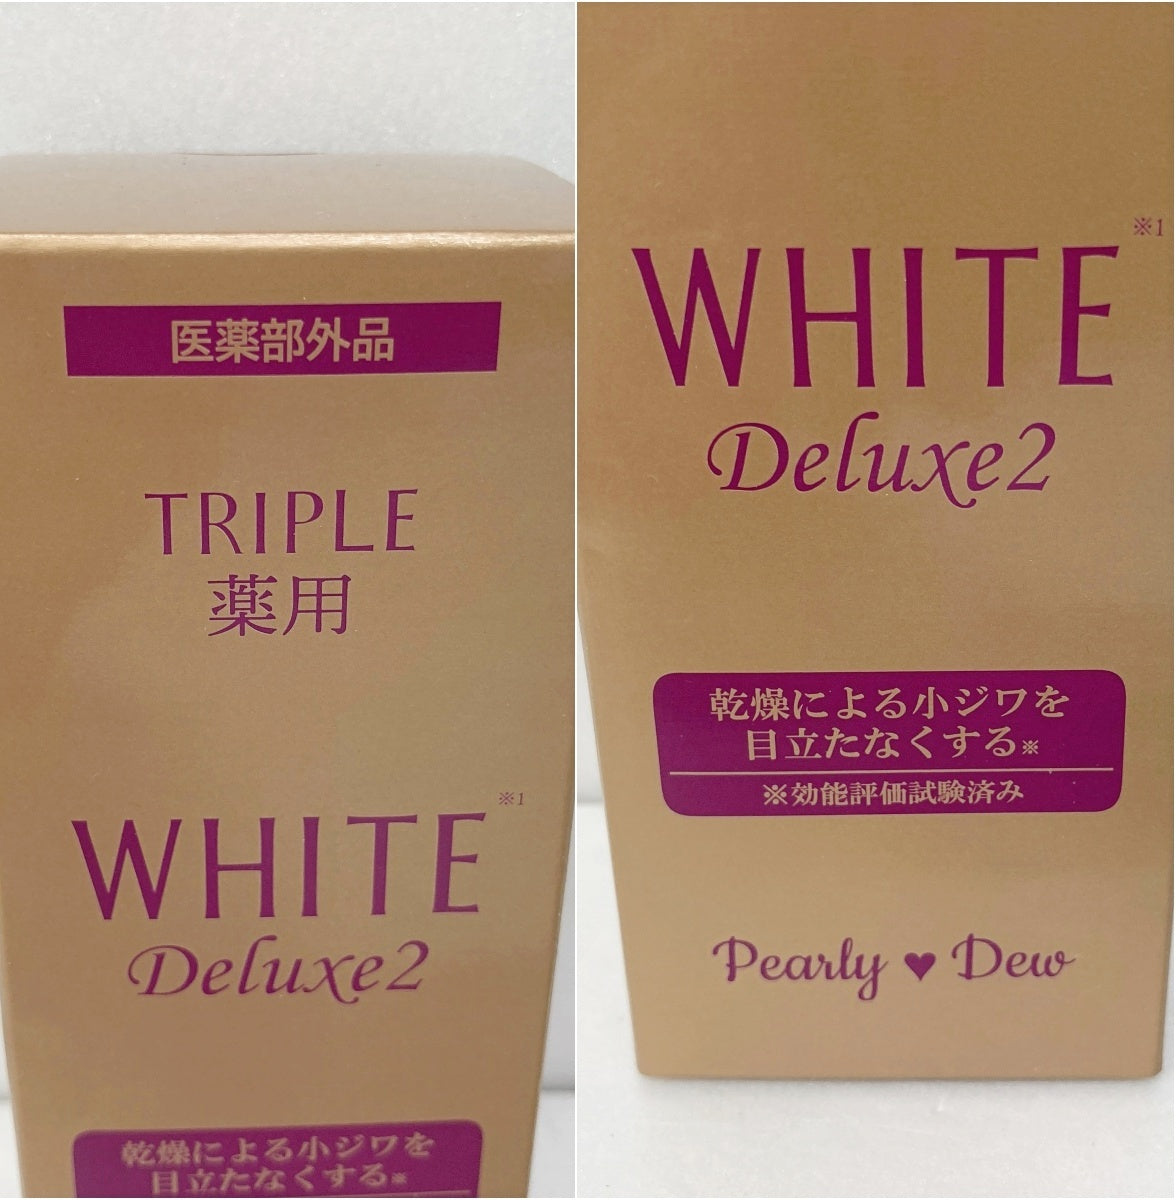 医薬部外品
TRIPLE
薬用
※1
WHITE
Deluxe2
乾燥による小ジワを
目立たなくする※
※1
WHITE
Deluxe2
乾燥による小ジワを
目立たなくする※
※効能評価試験済み
Pearly ♥ Dew